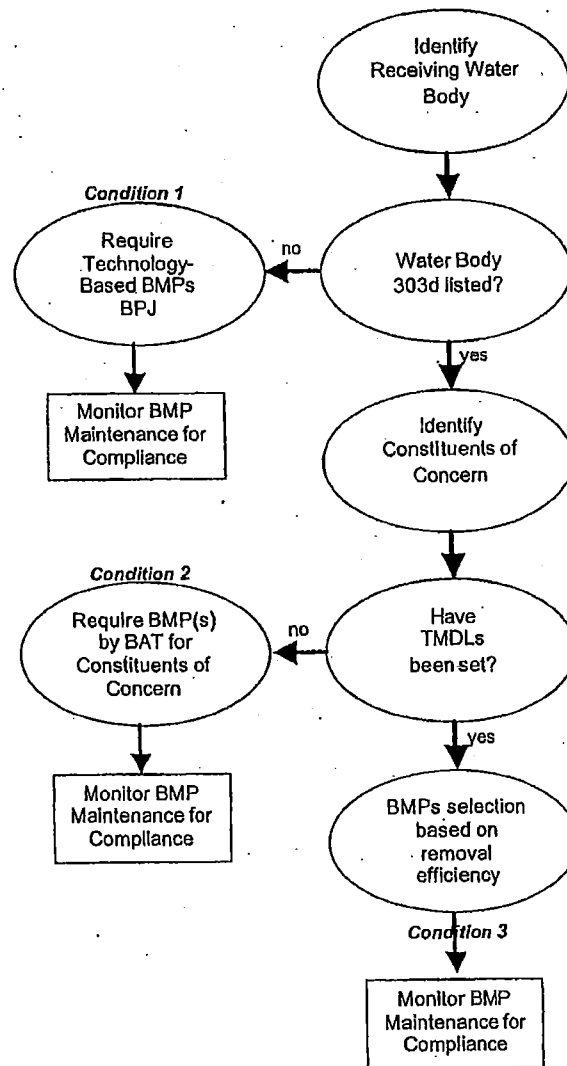 Identify
Receiving Water
Body
Condition 1
Require
Technology-
Based BMPs
BPJ
no
Water Body
303d listed?
yes
Monitor BMP
Maintenance for
Compliance
Identify
Constituents of
Concern
Condition 2
Require BMP(s)
by BAT for
Constituents of
Concern
no
Have
TMDLs
been set?
yes
Monitor BMP
Maintenance for
Compliance
BMPs selection
based on
removal
efficiency
Condition 3
Monitor BMP
Maintenance for
Compliance